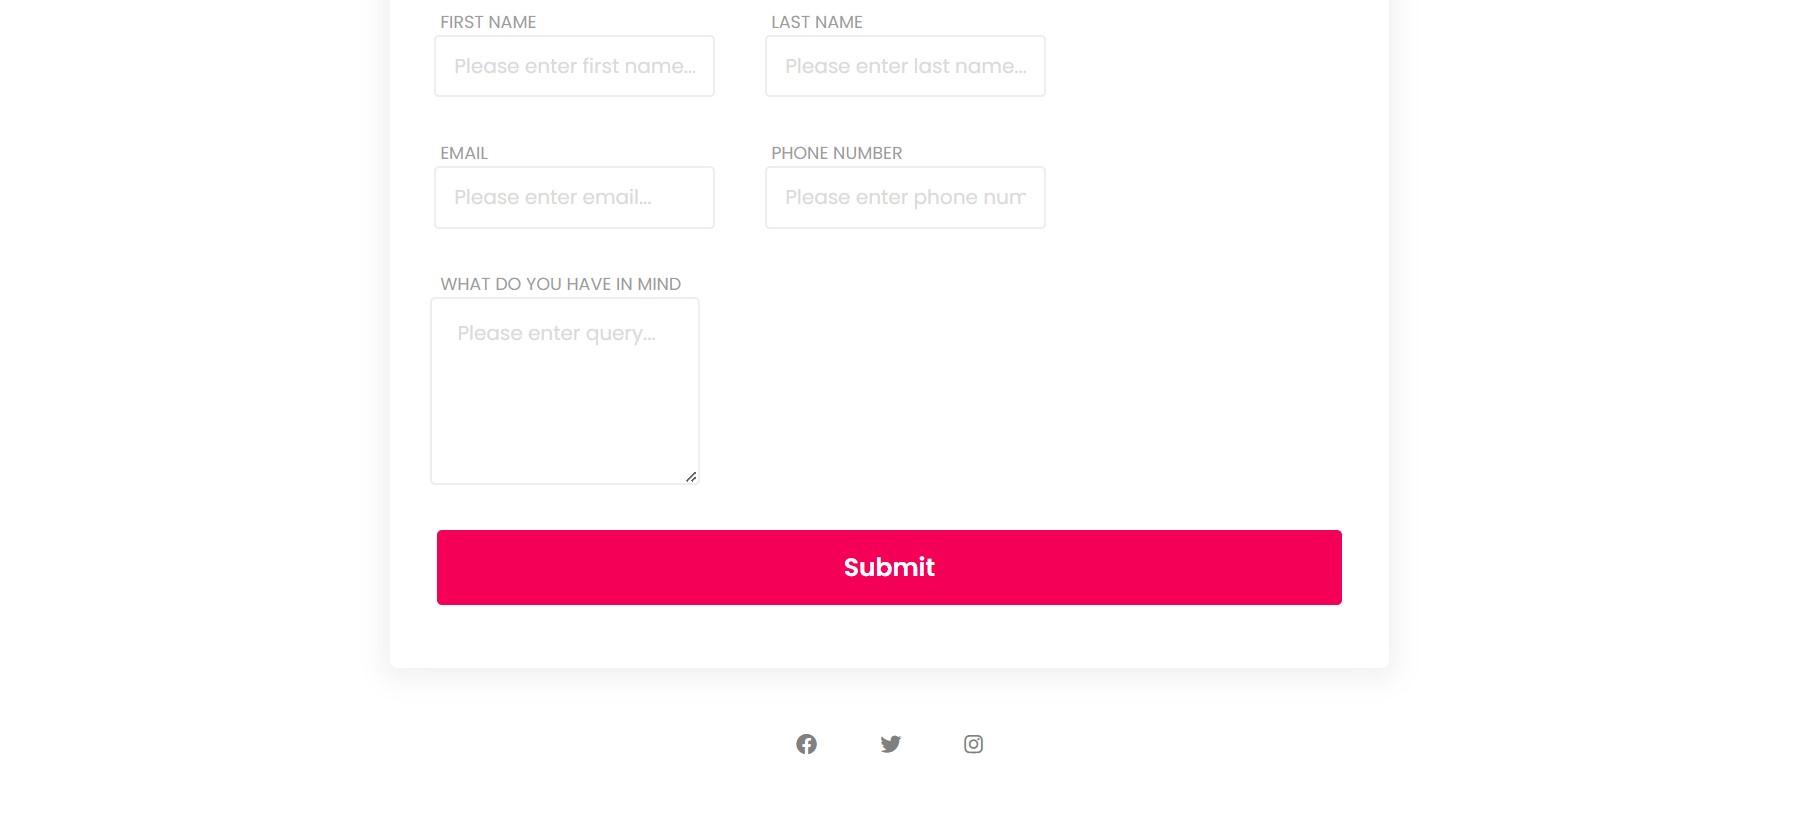 FIRST NAME LAST NAME
Please enter first name... Please enter last name...
EMAIL PHONE NUMBER
Please enter email... Please enter phone num
WHAT DO YOU HAVE IN MIND
Please enter query...
Submit